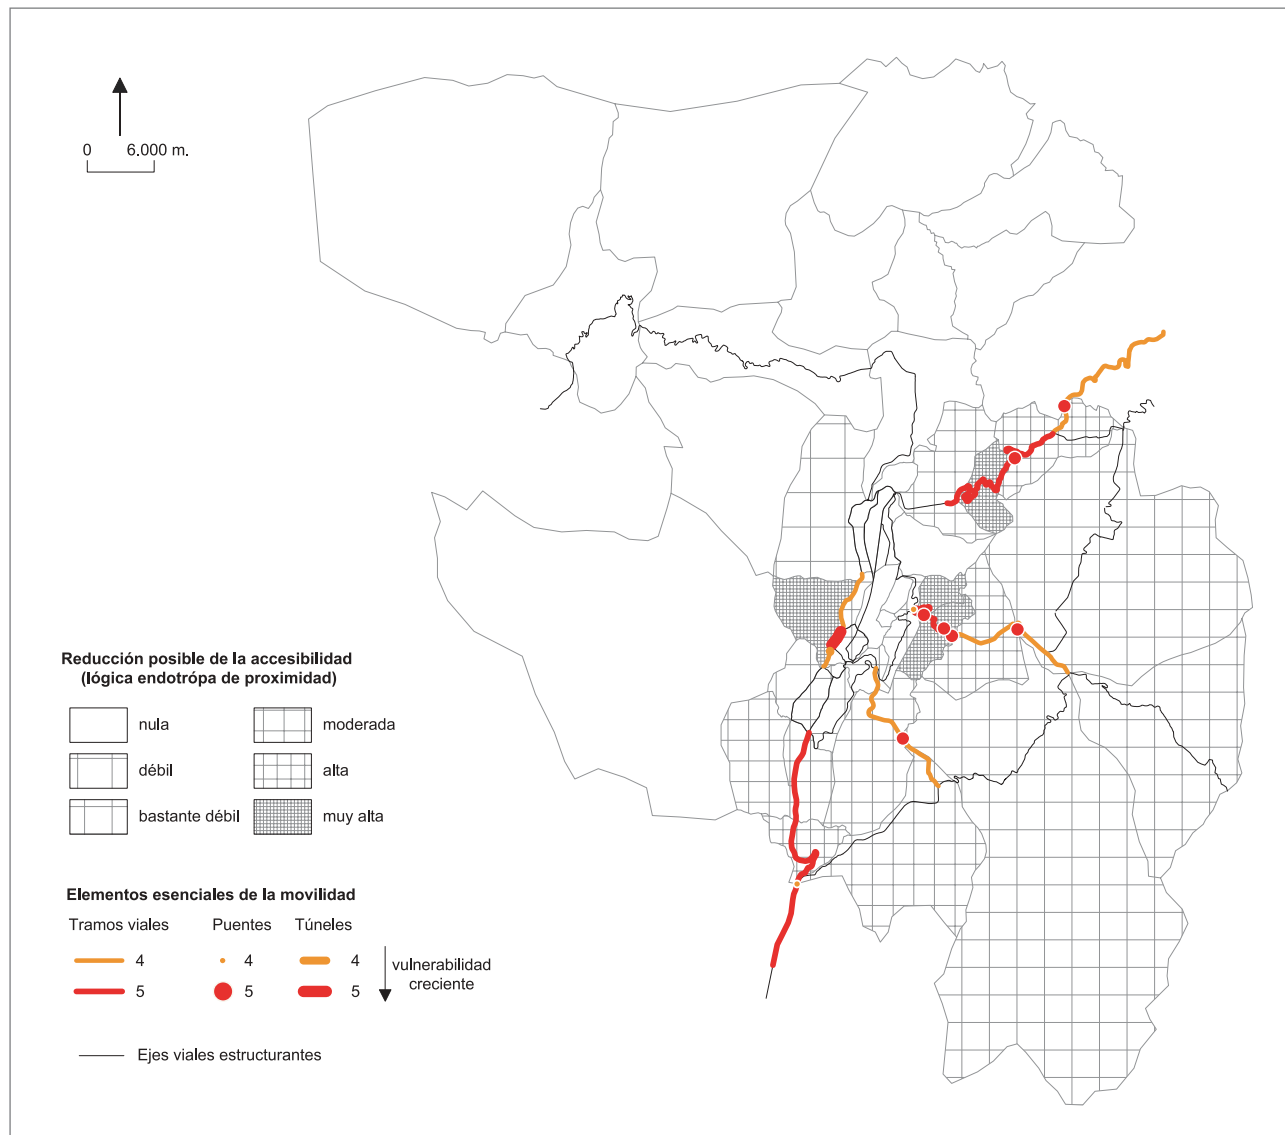 0 6.000 m.
Reducción posible de la accesibilidad
(lógica endotrópa de proximidad)
nula moderada
débil alta
bastante débil muy alta
Elementos esenciales de la movilidad
Tramos viales Puentes Túneles
4 4 4
5 5 5
vulnerabilidad
creciente
Ejes viales estructurantes